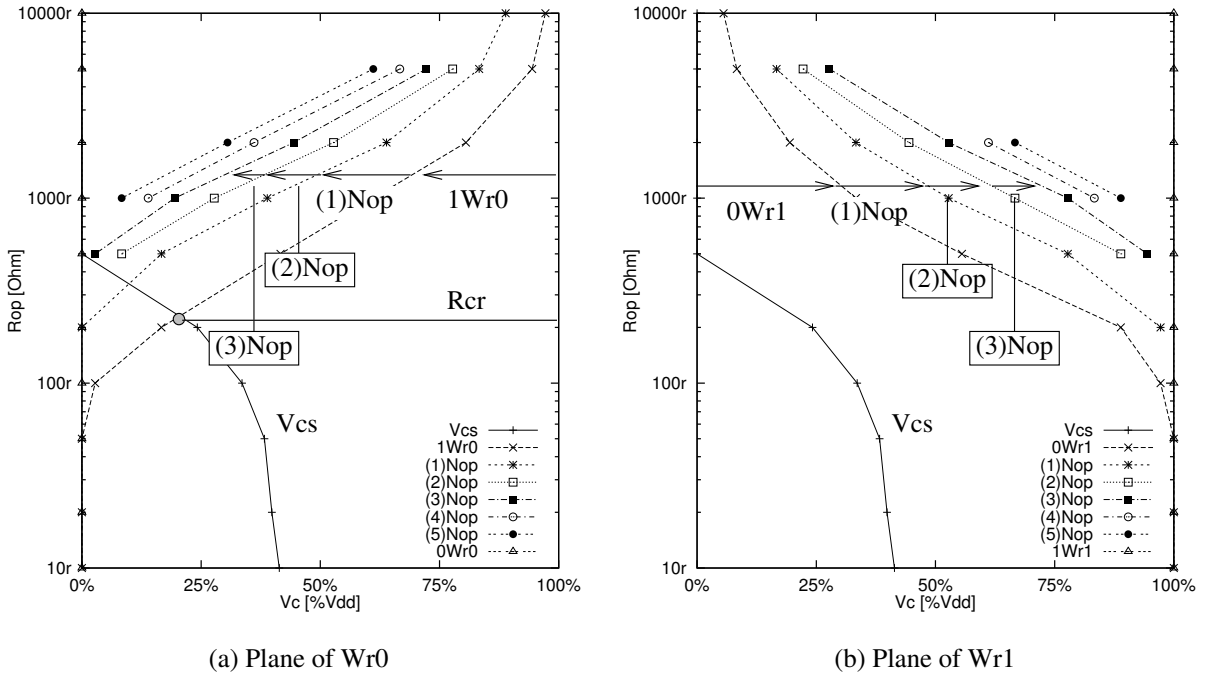 10000r
1000r
100r
10r
Rop [Ohm]
0%
25%
50%
75%
100%
Vc [%Vdd]
(1)Nop
1Wr0
(2)Nop
Rcr
(3)Nop
Vcs
Vcs
1Wr0
(1)Nop
(2)Nop
(3)Nop
(4)Nop
(5)Nop
0Wr0
(a) Plane of Wr0
10000r
1000r
100r
10r
Rop [Ohm]
0%
25%
50%
75%
100%
Vc [%Vdd]
0Wr1
(1)Nop
(2)Nop
(3)Nop
Vcs
Vcs
0Wr1
(1)Nop
(2)Nop
(3)Nop
(4)Nop
(5)Nop
1Wr1
(b) Plane of Wr1